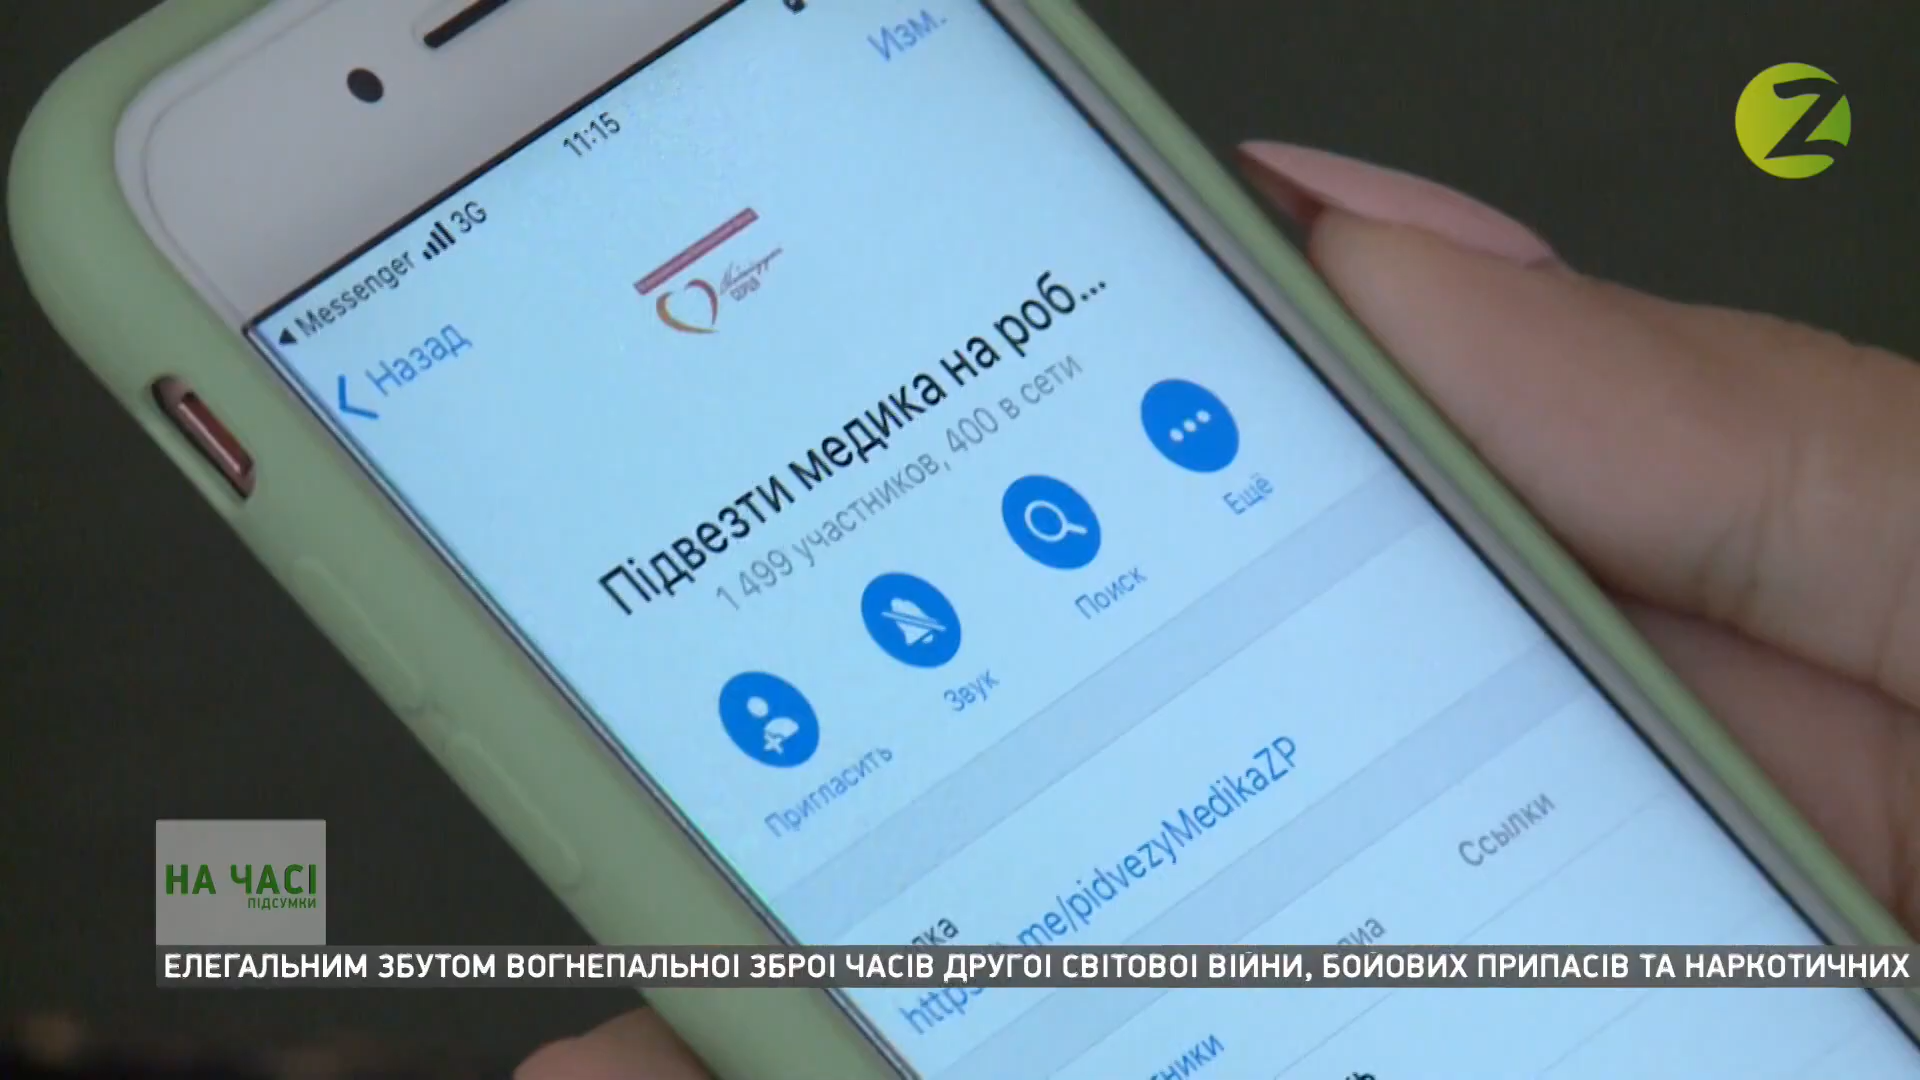 Messenger 3G
11:15
Назад
Изм.
Підвезти медика на роб...
1 499 участников, 400 в сети
Пригласить
Звук
Поиск
Ещё
me/pidvezyMedikaZP
Ссылки
Z
НА ЧАСІ
ПІДСУМКИ
ЕЛЕГАЛЬНИМ ЗБУТОМ ВОГНЕПАЛЬНОЇ ЗБРОЇ ЧАСІВ ДРУГОЇ СВІТОВОЇ ВІЙНИ, БОЙОВИХ ПРИПАСІВ ТА НАРКОТИЧНИХ